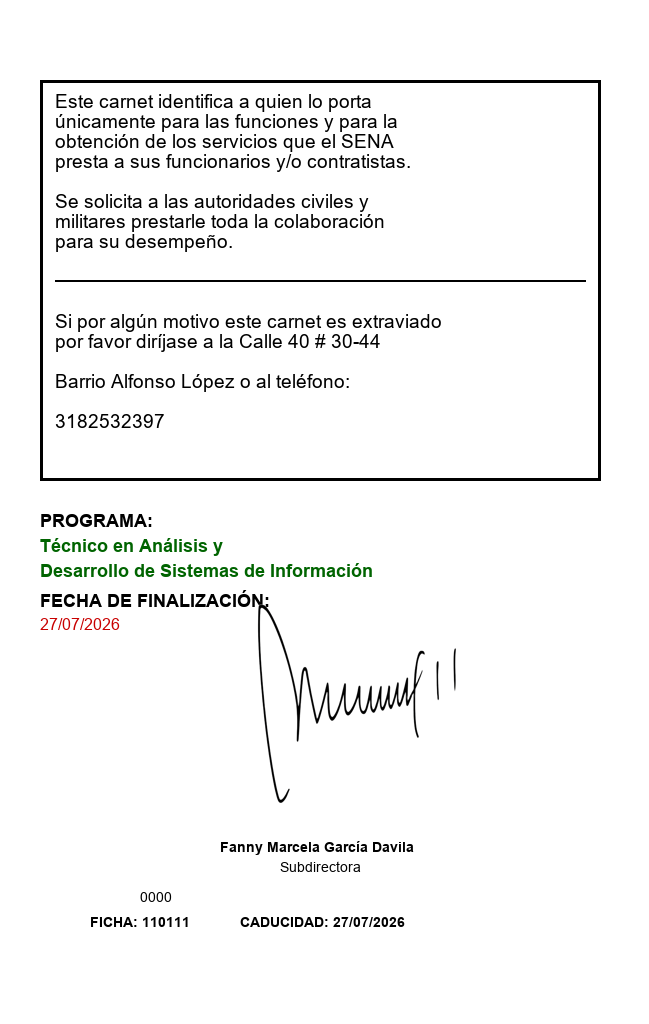 Este carnet identifica a quien lo porta
únicamente para las funciones y para la
obtención de los servicios que el SENA
presta a sus funcionarios y/o contratistas.
Se solicita a las autoridades civiles y
militares prestarle toda la colaboración
para su desempeño.
Si por algún motivo este carnet es extraviado
por favor diríjase a la Calle 40 # 30-44
Barrio Alfonso López o al teléfono:
3182532397
PROGRAMA:
Técnico en Análisis y
Desarrollo de Sistemas de Información
FECHA DE FINALIZACIÓN:
27/07/2026
Fanny Marcela García Davila
Subdirectora
0000
FICHA: 110111 CADUCIDAD: 27/07/2026